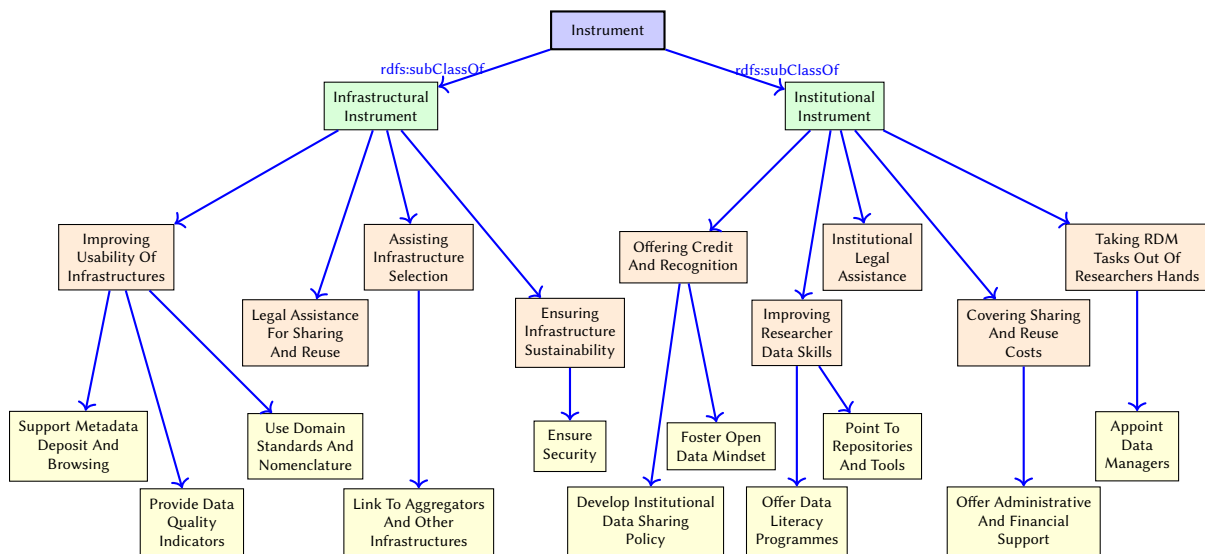 Instrument
rdfs:subClassOf
rdfs:subClassOf
Infrastructural
Instrument
Institutional
Instrument
Improving
Usability Of
Infrastructures
Assisting
Infrastructure
Selection
Offering Credit
And Recognition
Institutional
Legal
Assistance
Taking RDM
Tasks Out Of
Researchers Hands
Legal Assistance
For Sharing
And Reuse
Ensuring
Infrastructure
Sustainability
Improving
Researcher
Data Skills
Covering Sharing
And Reuse
Costs
Support Metadata
Deposit And
Browsing
Use Domain
Standards And
Nomenclature
Ensure
Security
Foster Open
Data Mindset
Point To
Repositories
And Tools
Appoint
Data
Managers
Provide Data
Quality
Indicators
Link To Aggregators
And Other
Infrastructures
Develop Institutional
Data Sharing
Policy
Offer Data
Literacy
Programmes
Offer Administrative
And Financial
Support